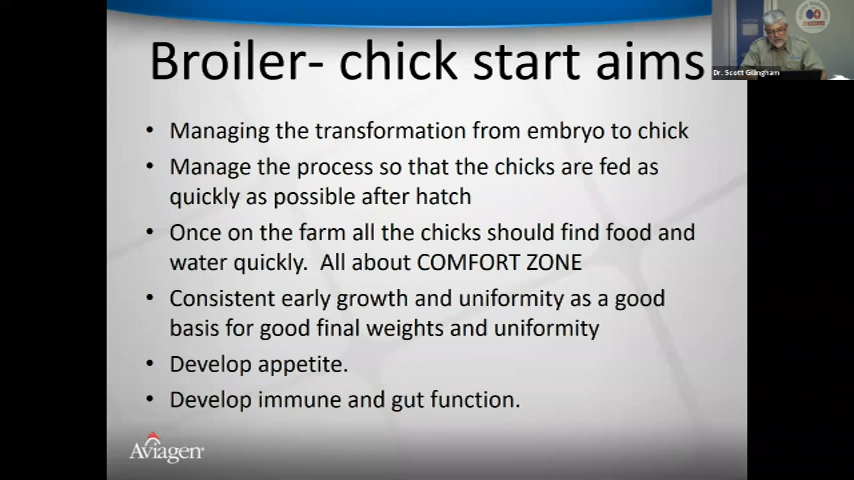 Broiler- chick start aims
• Managing the transformation from embryo to chick
• Manage the process so that the chicks are fed as
quickly as possible after hatch
• Once on the farm all the chicks should find food and
water quickly. All about COMFORT ZONE
• Consistent early growth and uniformity as a good
basis for good final weights and uniformity
• Develop appetite.
• Develop immune and gut function.
Aviagen
Dr. Scott Gilingham